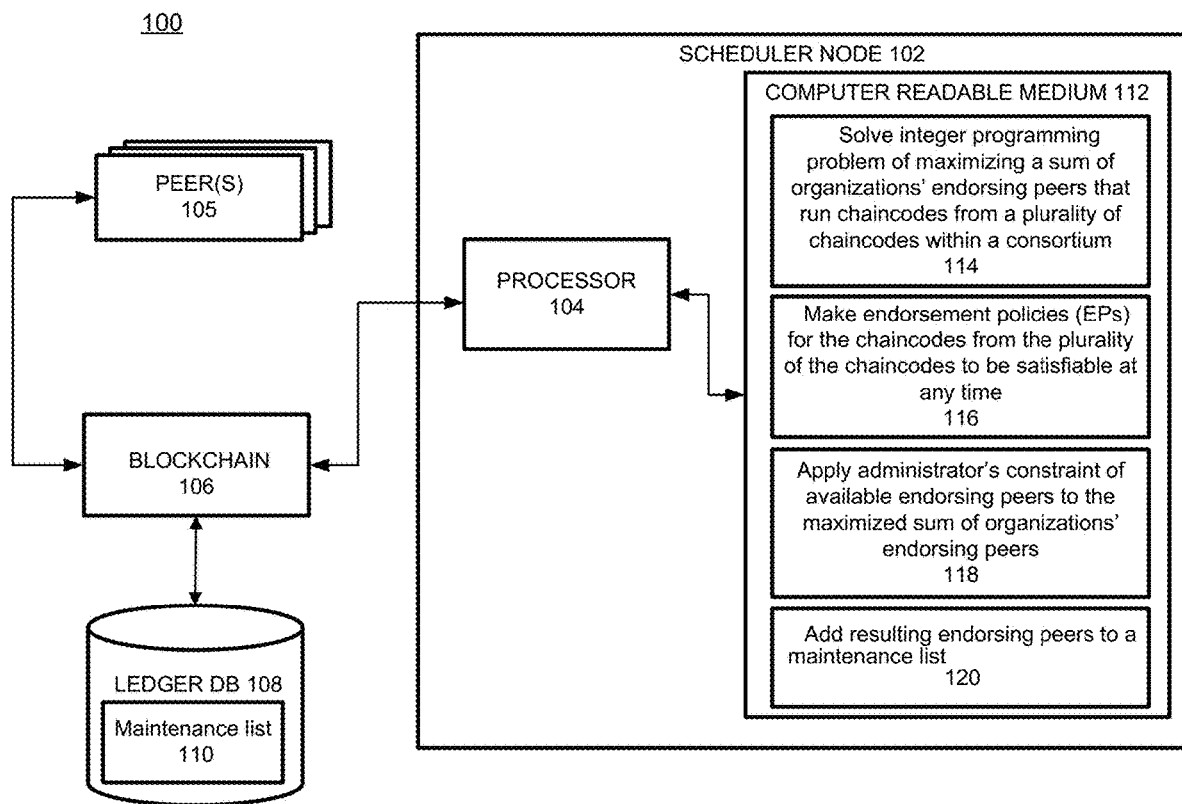 100
SCHEDULER NODE 102
COMPUTER READABLE MEDIUM 112
Solve integer programming
problem of maximizing a sum of
organizations' endorsing peers that
run chaincodes from a plurality of
chaincodes within a consortium
114
Make endorsement policies (EPs)
for the chaincodes from the plurality
of the chaincodes to be satisfiable at
any time
116
Apply administrator's constraint of
available endorsing peers to the
maximized sum of organizations'
endorsing peers
118
Add resulting endorsing peers to a
maintenance list
120
PROCESSOR
104
PEER(S)
105
BLOCKCHAIN
106
LEDGER DB 108
Maintenance list
110